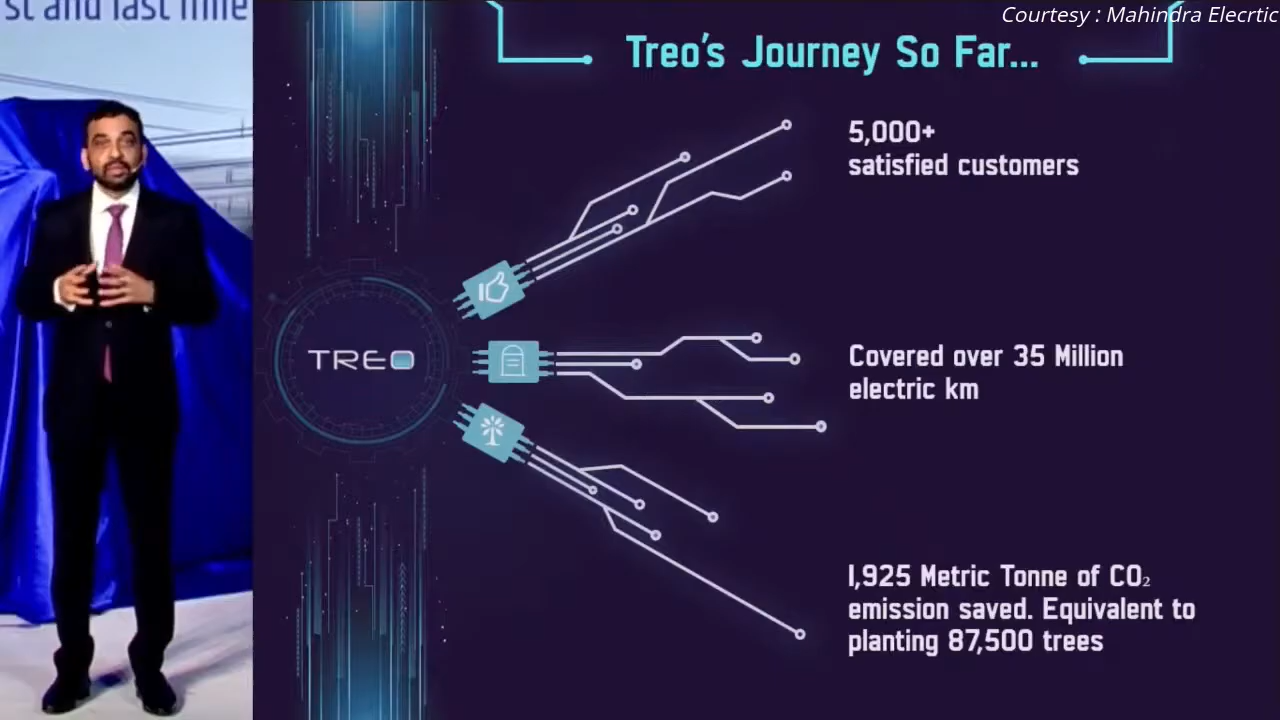 st and last mile
Courtesy : Mahindra Elecrtic
Treo's Journey So Far...
5,000+
satisfied customers
TREO
Covered over 35 Million
electric km
1,925 Metric Tonne of CO₂
emission saved. Equivalent to
planting 87,500 trees